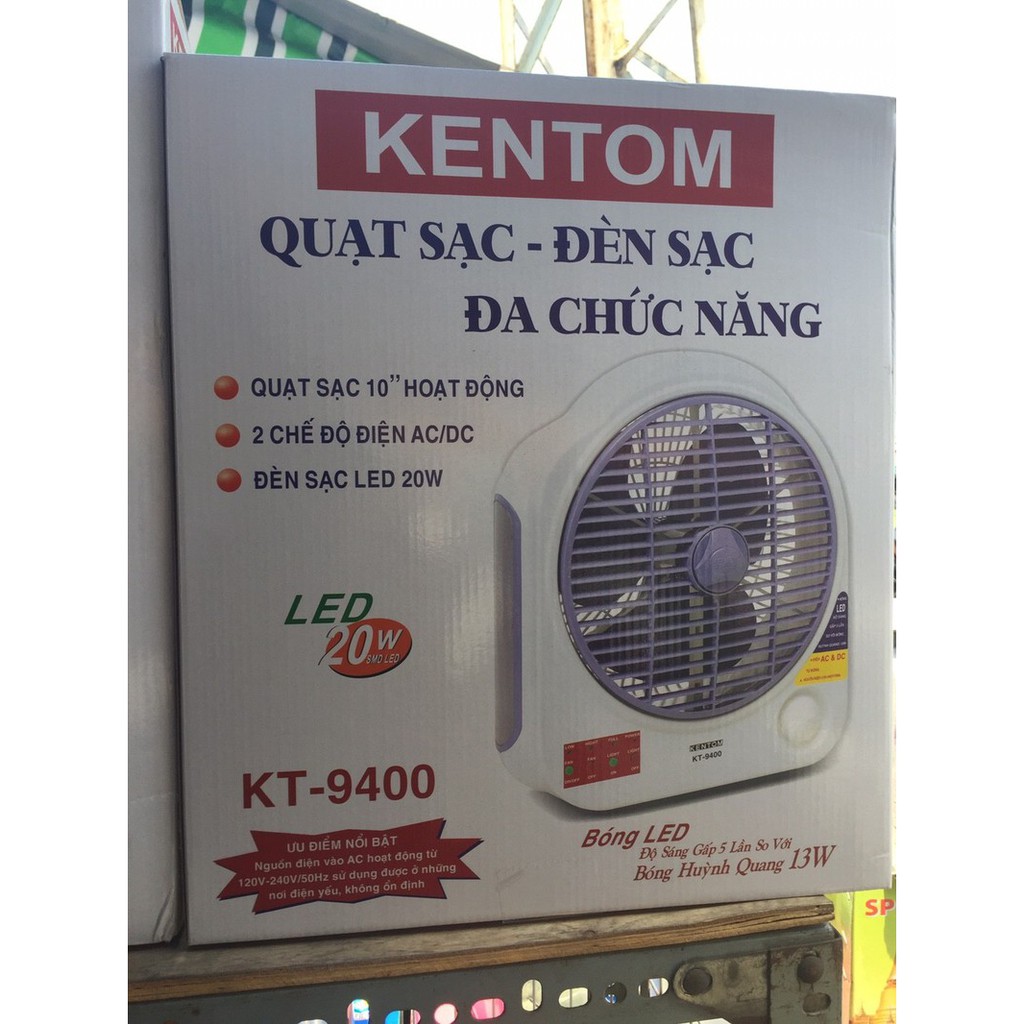 KENTOM
QUẠT SẠC - ĐÈN SẠC
ĐA CHỨC NĂNG
QUẠT SẠC 10” HOẠT ĐỘNG
2 CHẾ ĐỘ ĐIỆN AC/DC
ĐÈN SẠC LED 20W
LED
20W
SMD LED
LED
AC & DC
KENTOM
KT-9400
KT-9400
ƯU ĐIỂM NỔI BẬT
Nguồn điện vào AC hoạt động từ
120V-240V/50Hz sử dụng được ở những
nơi điện yếu, không ổn định
Bóng LED
Độ Sáng Gấp 5 Lần So Với
Bóng Huỳnh Quang 13W
SP